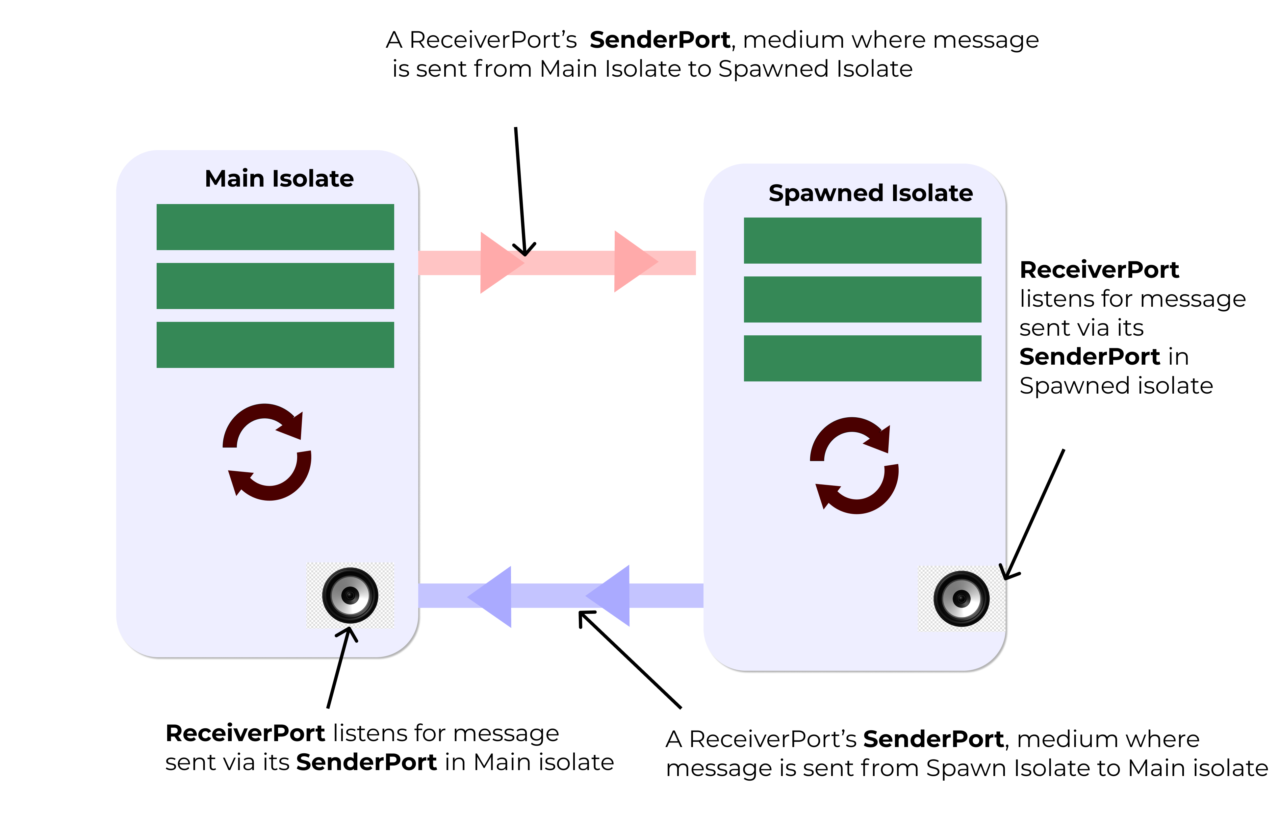 A ReceiverPort’s SenderPort, medium where message
is sent from Main Isolate to Spawned Isolate
Main Isolate
Spawned Isolate
ReceiverPort
listens for message
sent via its
SenderPort in
Spawned isolate
ReceiverPort listens for message
sent via its SenderPort in Main isolate
A ReceiverPort’s SenderPort, medium where
message is sent from Spawn Isolate to Main isolate